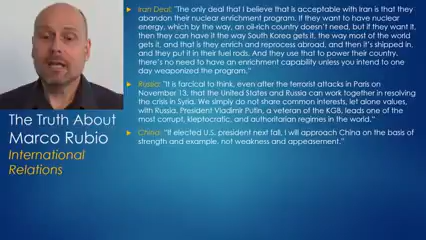 Iran Deal: "The only deal that I believe that is acceptable with Iran is that they
abandon their nuclear enrichment program. If they want to have nuclear
energy, which by the way, an oil-rich country doesn't need, but if they want it,
then they can have it the way South Korea gets it, the way most of the world
gets it, and that is they enrich and reprocess abroad, and then it's shipped in,
and they put it in their fuel rods. And they use that to power their country.
there's no need to have an enrichment capability unless you intend to one
day weaponized the program."
Russia: "It is farcical to think, even after the terrorist attacks in Paris on
November 13, that the United States and Russia can work together in resolving
the crisis in Syria. We simply do not share common interests, let alone values,
with Russia. President Vladimir Putin, a veteran of the KGB, leads one of the
most corrupt, kleptocratic, and authoritarian regimes in the world."
China: "If elected U.S. president next fall, I will approach China on the basis of
strength and example, not weakness and appeasement."
The Truth About
Marco Rubio
International
Relations